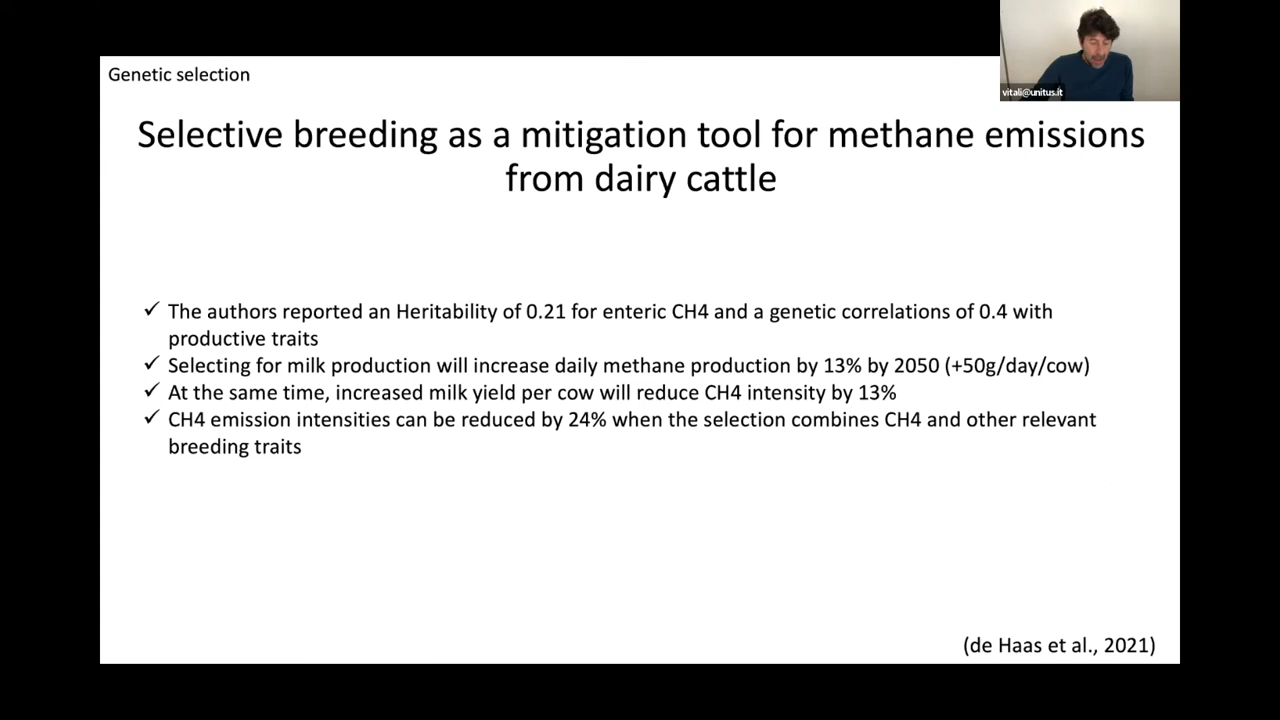 Genetic selection
vitali@unitus.it
Selective breeding as a mitigation tool for methane emissions
from dairy cattle
✓ The authors reported an Heritability of 0.21 for enteric CH4 and a genetic correlations of 0.4 with
productive traits
✓ Selecting for milk production will increase daily methane production by 13% by 2050 (+50g/day/cow)
✓ At the same time, increased milk yield per cow will reduce CH4 intensity by 13%
✓ CH4 emission intensities can be reduced by 24% when the selection combines CH4 and other relevant
breeding traits
(de Haas et al., 2021)